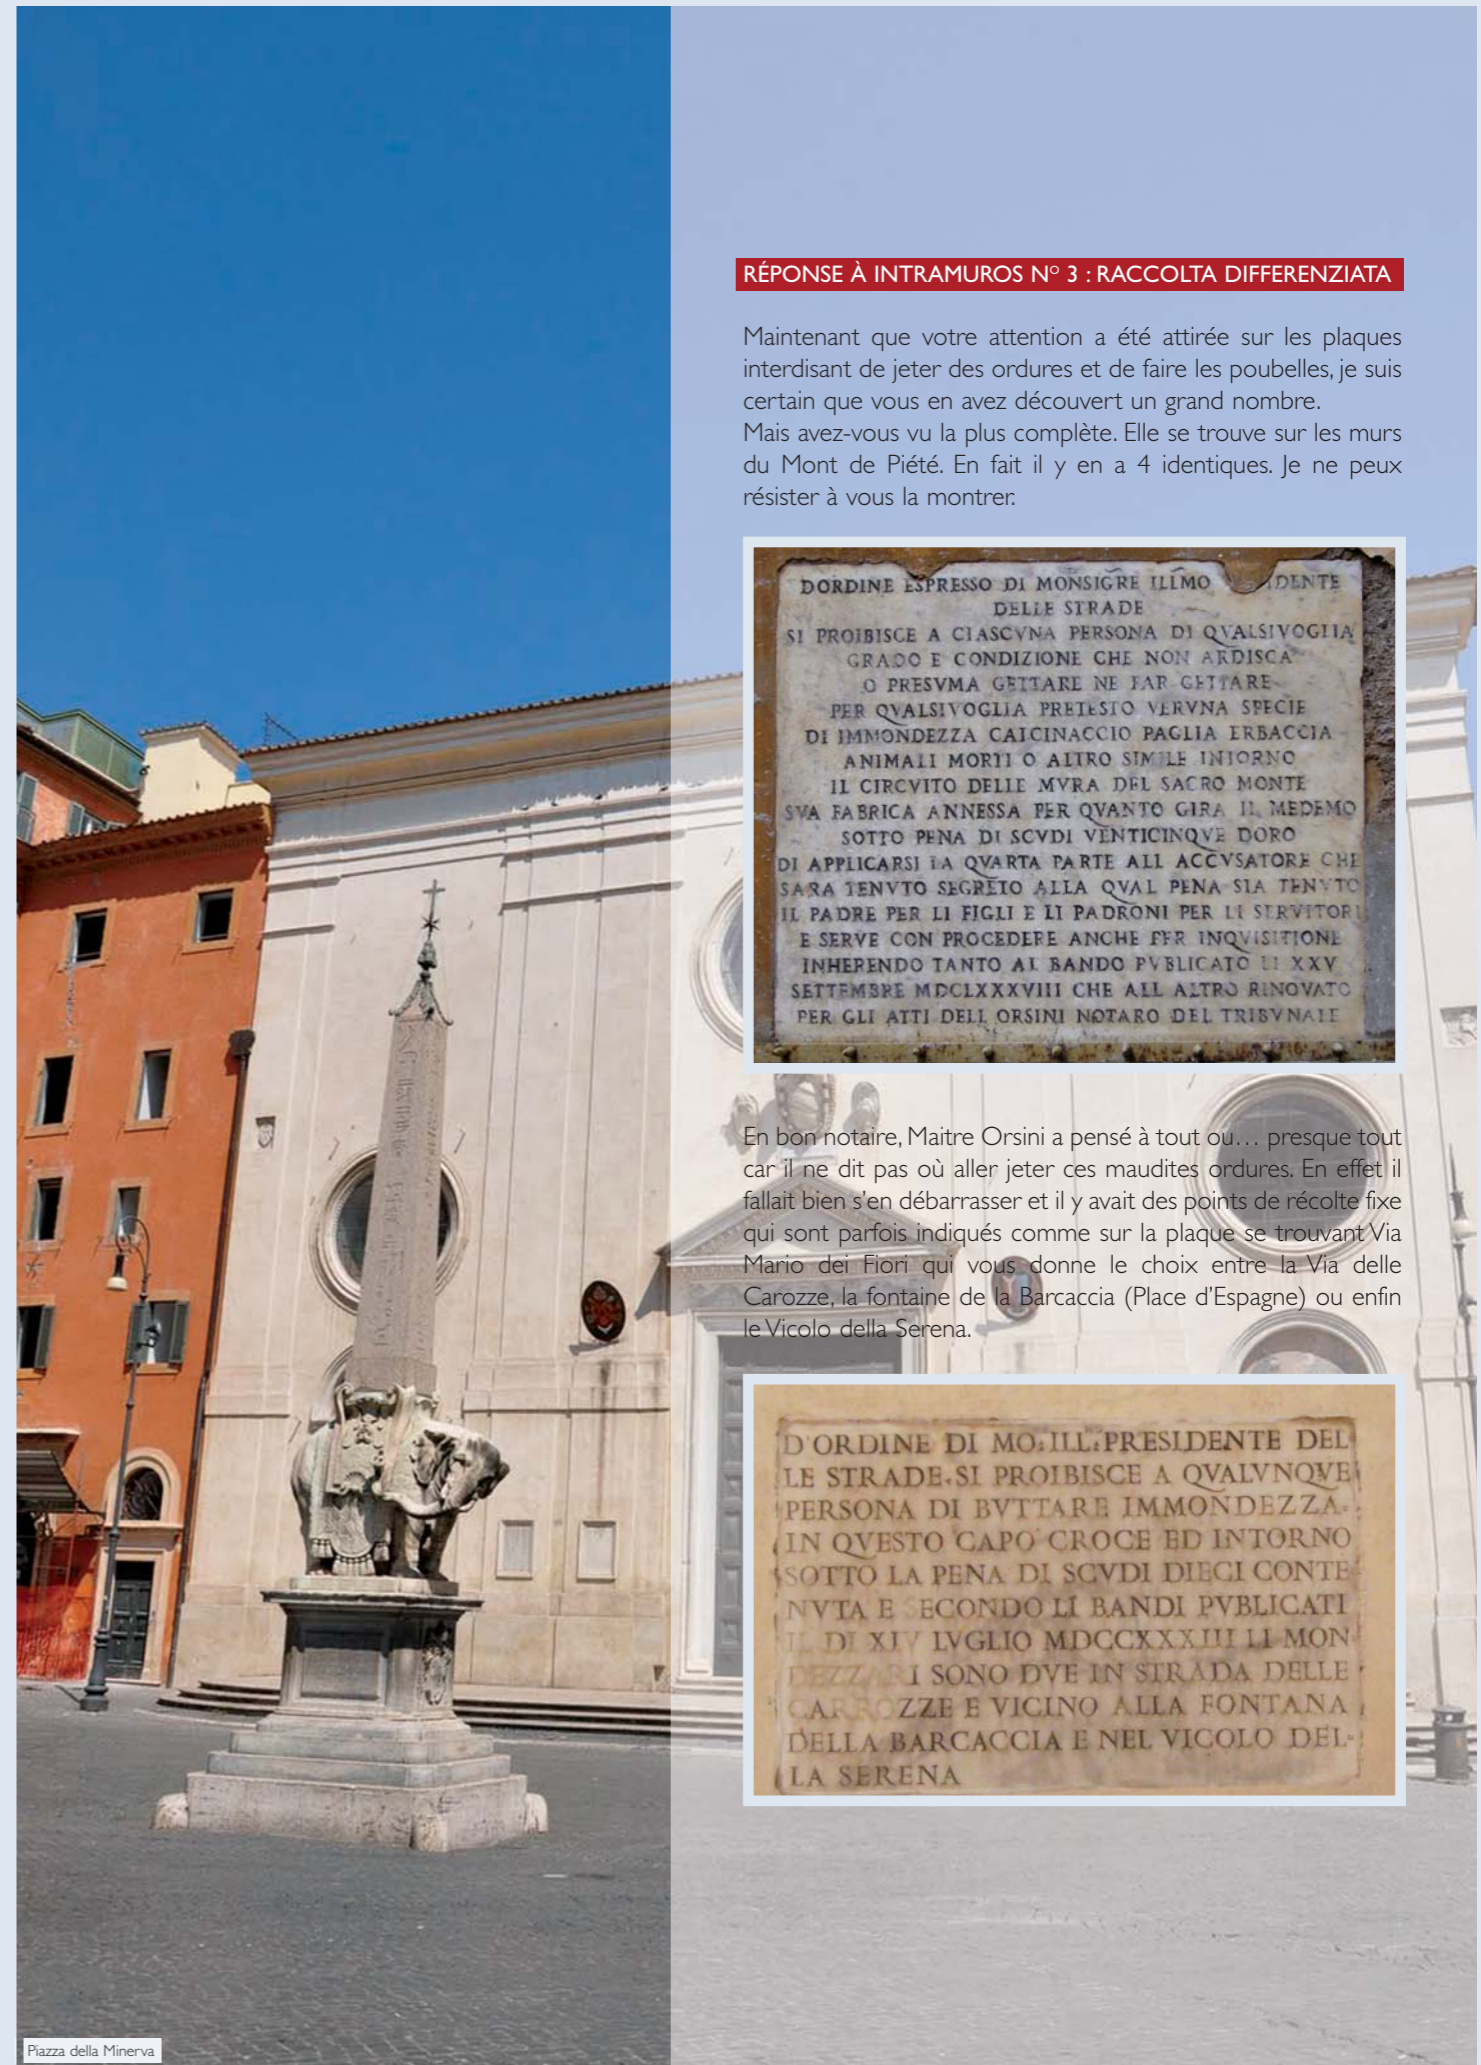 RÉPONSE À INTRAMUROS N° 3 : RACCOLTA DIFFERENZIATA
Maintenant que votre attention a été attirée sur les plaques
interdisant de jeter des ordures et de faire les poubelles, je suis
certain que vous en avez découvert un grand nombre.
Mais avez-vous vu la plus complète. Elle se trouve sur les murs
du Mont de Piété. En fait il y en a 4 identiques. Je ne peux
résister à vous la montrer.
DORDINE ESPRESSO DI MONSIGRE ILLMO IDENTE
DELLE STRADE
SI PROIBISCE A CIASCVNA PERSONA DI QVALSIVOGLIA
GRADO E CONDIZIONE CHE NON ARDISCA
O PRESVMA GETTARE NE FAR GETTARE
PER QVALSIVOGLIA PRETESTO VERVNA SPECIE
DI IMMONDEZZA CALCINACCIO PAGLIA ERBACCIA
ANIMALI MORTI O ALTRO SIMILE INTORNO
IL CIRCVITO DELLE MVRA DEL SACRO MONTE
SVA FABRICA ANNESSA PER QVANTO GIRA IL MEDEMO
SOTTO PENA DI SCVDI VENTICINQVE DORO
DI APPLICARSI LA QVARTA PARTE ALL ACCVSATORE CHE
SARA TENVTO SEGRETO ALLA QVAL PENA SIA TENVTO
IL PADRE PER LI FIGLI E LI PADRONI PER LI SERVITORI
E SERVE CON PROCEDERE ANCHE PER INQVISITIONE
INHERENDO TANTO AL BANDO PVBLICATO LI XXV
SETTEMBRE MDCLXXXVIII CHE ALL ALTRO RINOVATO
PER GLI ATTI DELL ORSINI NOTARO DEL TRIBVNALE
En bon notaire, Maitre Orsini a pensé à tout ou… presque tout
car il ne dit pas où aller jeter ces maudites ordures. En effet il
fallait bien s'en débarrasser et il y avait des points de récolte fixe
qui sont parfois indiqués comme sur la plaque se trouvant Via
Mario dei Fiori qui vous donne le choix entre la Via delle
Carozze, la fontaine de la Barcaccia (Place d'Espagne) ou enfin
le Vicolo della Serena.
D'ORDINE DI MO:ILL:PRESIDENTE DEL
LE STRADE.SI PROIBISCE A QVALVNQVE
PERSONA DI BVTTARE IMMONDEZZA.
IN QVESTO CAPO CROCE ED INTORNO
SOTTO LA PENA DI SCVDI DIECI CONTE
NVTA E SECONDO LI BANDI PVBLICATI
IL DI XIV LVGLIO MDCCXXXIII LI MON
DEZZARI SONO DVE IN STRADA DELLE
CARROZZE E VICINO ALLA FONTANA
DELLA BARCACCIA E NEL VICOLO DEL-
LA SERENA
Piazza della Minerva